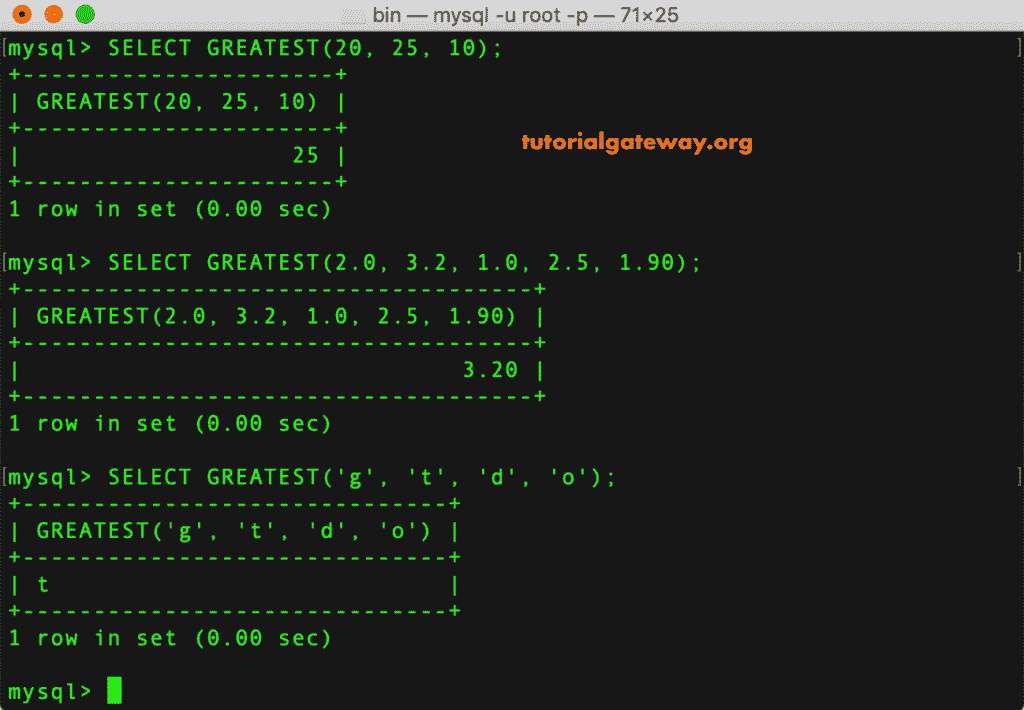 bin — mysql -u root -p — 71×25
[mysql> SELECT GREATEST(20, 25, 10); ]
+----------------------+
| GREATEST(20, 25, 10) |
+----------------------+
|                   25 |
+----------------------+
1 row in set (0.00 sec)
tutorialgateway.org
[mysql> SELECT GREATEST(2.0, 3.2, 1.0, 2.5, 1.90); ]
+------------------------------------+
| GREATEST(2.0, 3.2, 1.0, 2.5, 1.90) |
+------------------------------------+
|                               3.20 |
+------------------------------------+
1 row in set (0.00 sec)
[mysql> SELECT GREATEST('g', 't', 'd', 'o'); ]
+------------------------------+
| GREATEST('g', 't', 'd', 'o') |
+------------------------------+
| t                            |
+------------------------------+
1 row in set (0.00 sec)
mysql>